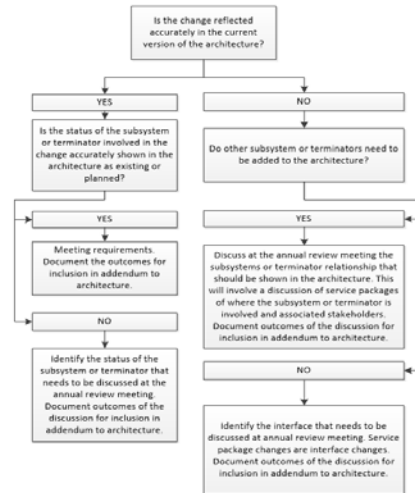 Is the change reflected
accurately in the current
version of the architecture?
YES
Is the status of the subsystem
or terminator involved in the
change accurately shown in the
architecture as existing or
planned?
YES
Meeting requirements.
Document the outcomes for
inclusion in addendum to
architecture.
NO
Identify the status of the
subsystem or terminator that
needs to be discussed at the
annual review meeting.
Document outcomes of the
discussion for inclusion in
addendum to architecture.
NO
Do other subsystem or terminators need to
be added to the architecture?
YES
Discuss at the annual review meeting the
subsystems or terminator relationship that
should be shown in the architecture. This
will involve a discussion of service packages
of where the subsystem or terminator is
involved and associated stakeholders.
Document outcomes of the discussion for
inclusion in addendum to architecture.
NO
Identify the interface that needs to be
discussed at annual review meeting. Service
package changes are interface changes.
Document outcomes of the discussion for
inclusion in addendum to architecture.